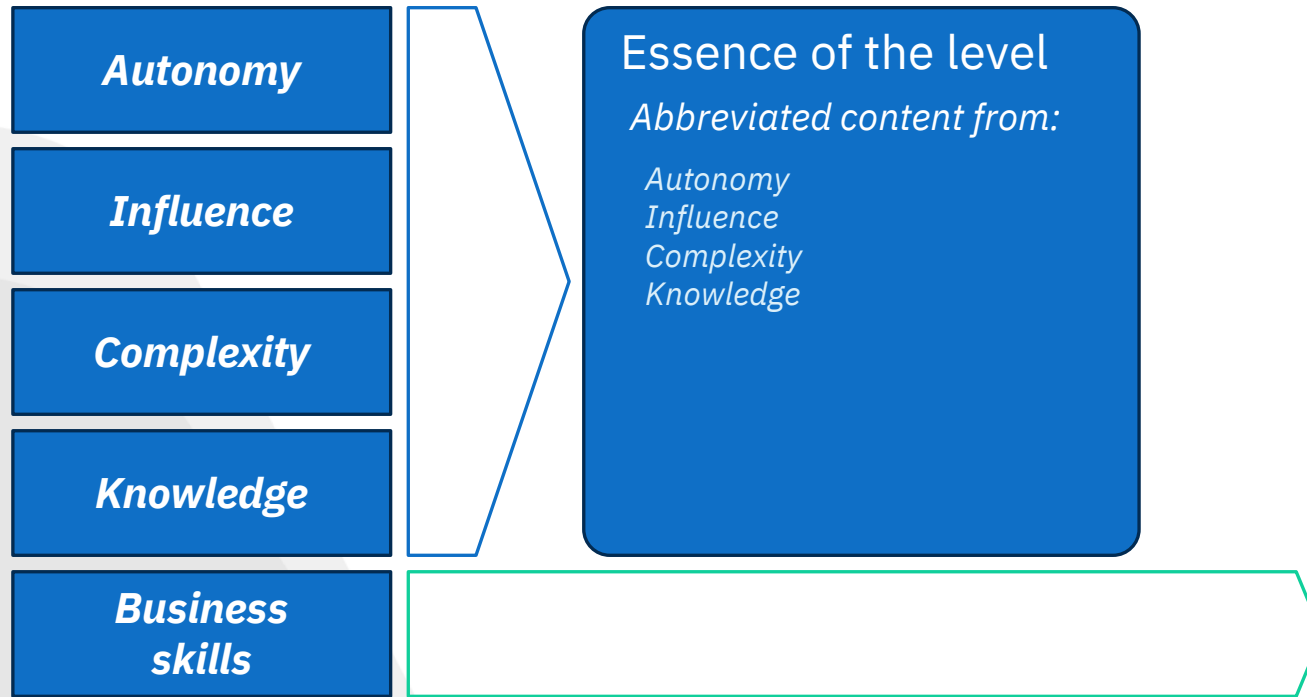 Autonomy
Influence
Complexity
Knowledge
Business
skills
Essence of the level
Abbreviated content from:
Autonomy
Influence
Complexity
Knowledge